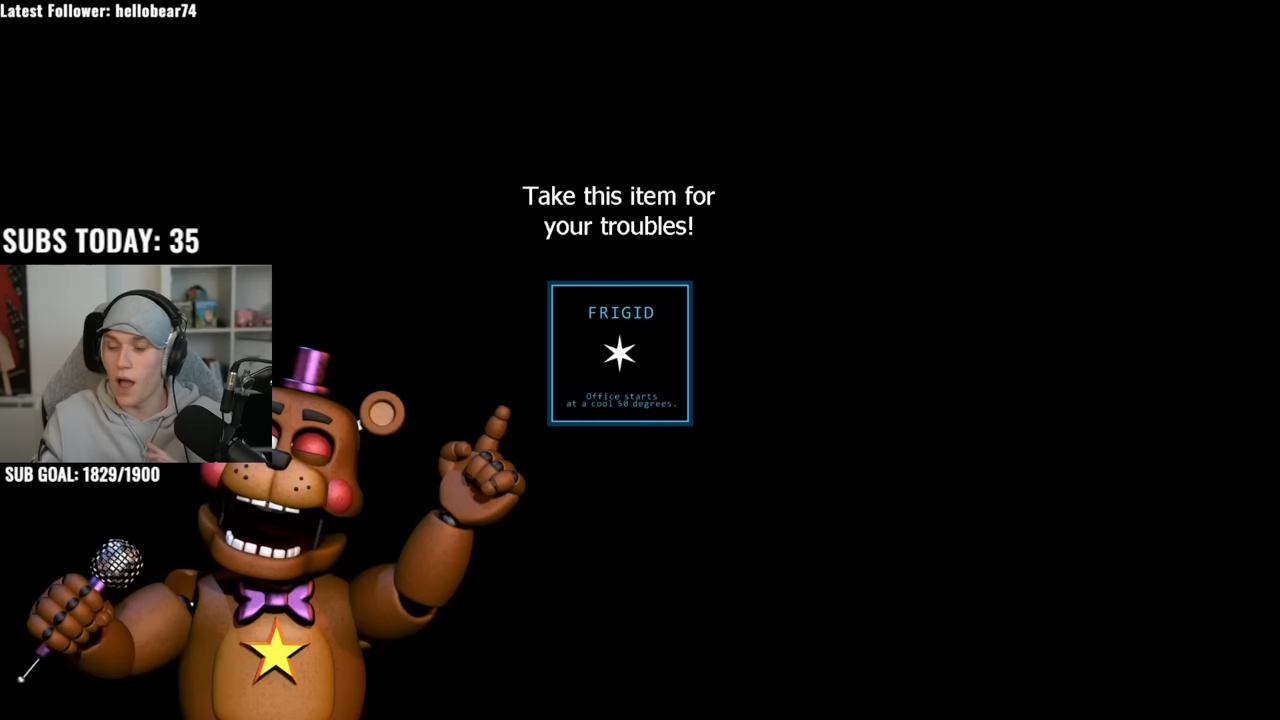 Latest Follower: hellobear74
Take this item for
your troubles!
SUBS TODAY: 35
FRIGID
Office starts
at a cool 50 degrees.
SUB GOAL: 1829/1900